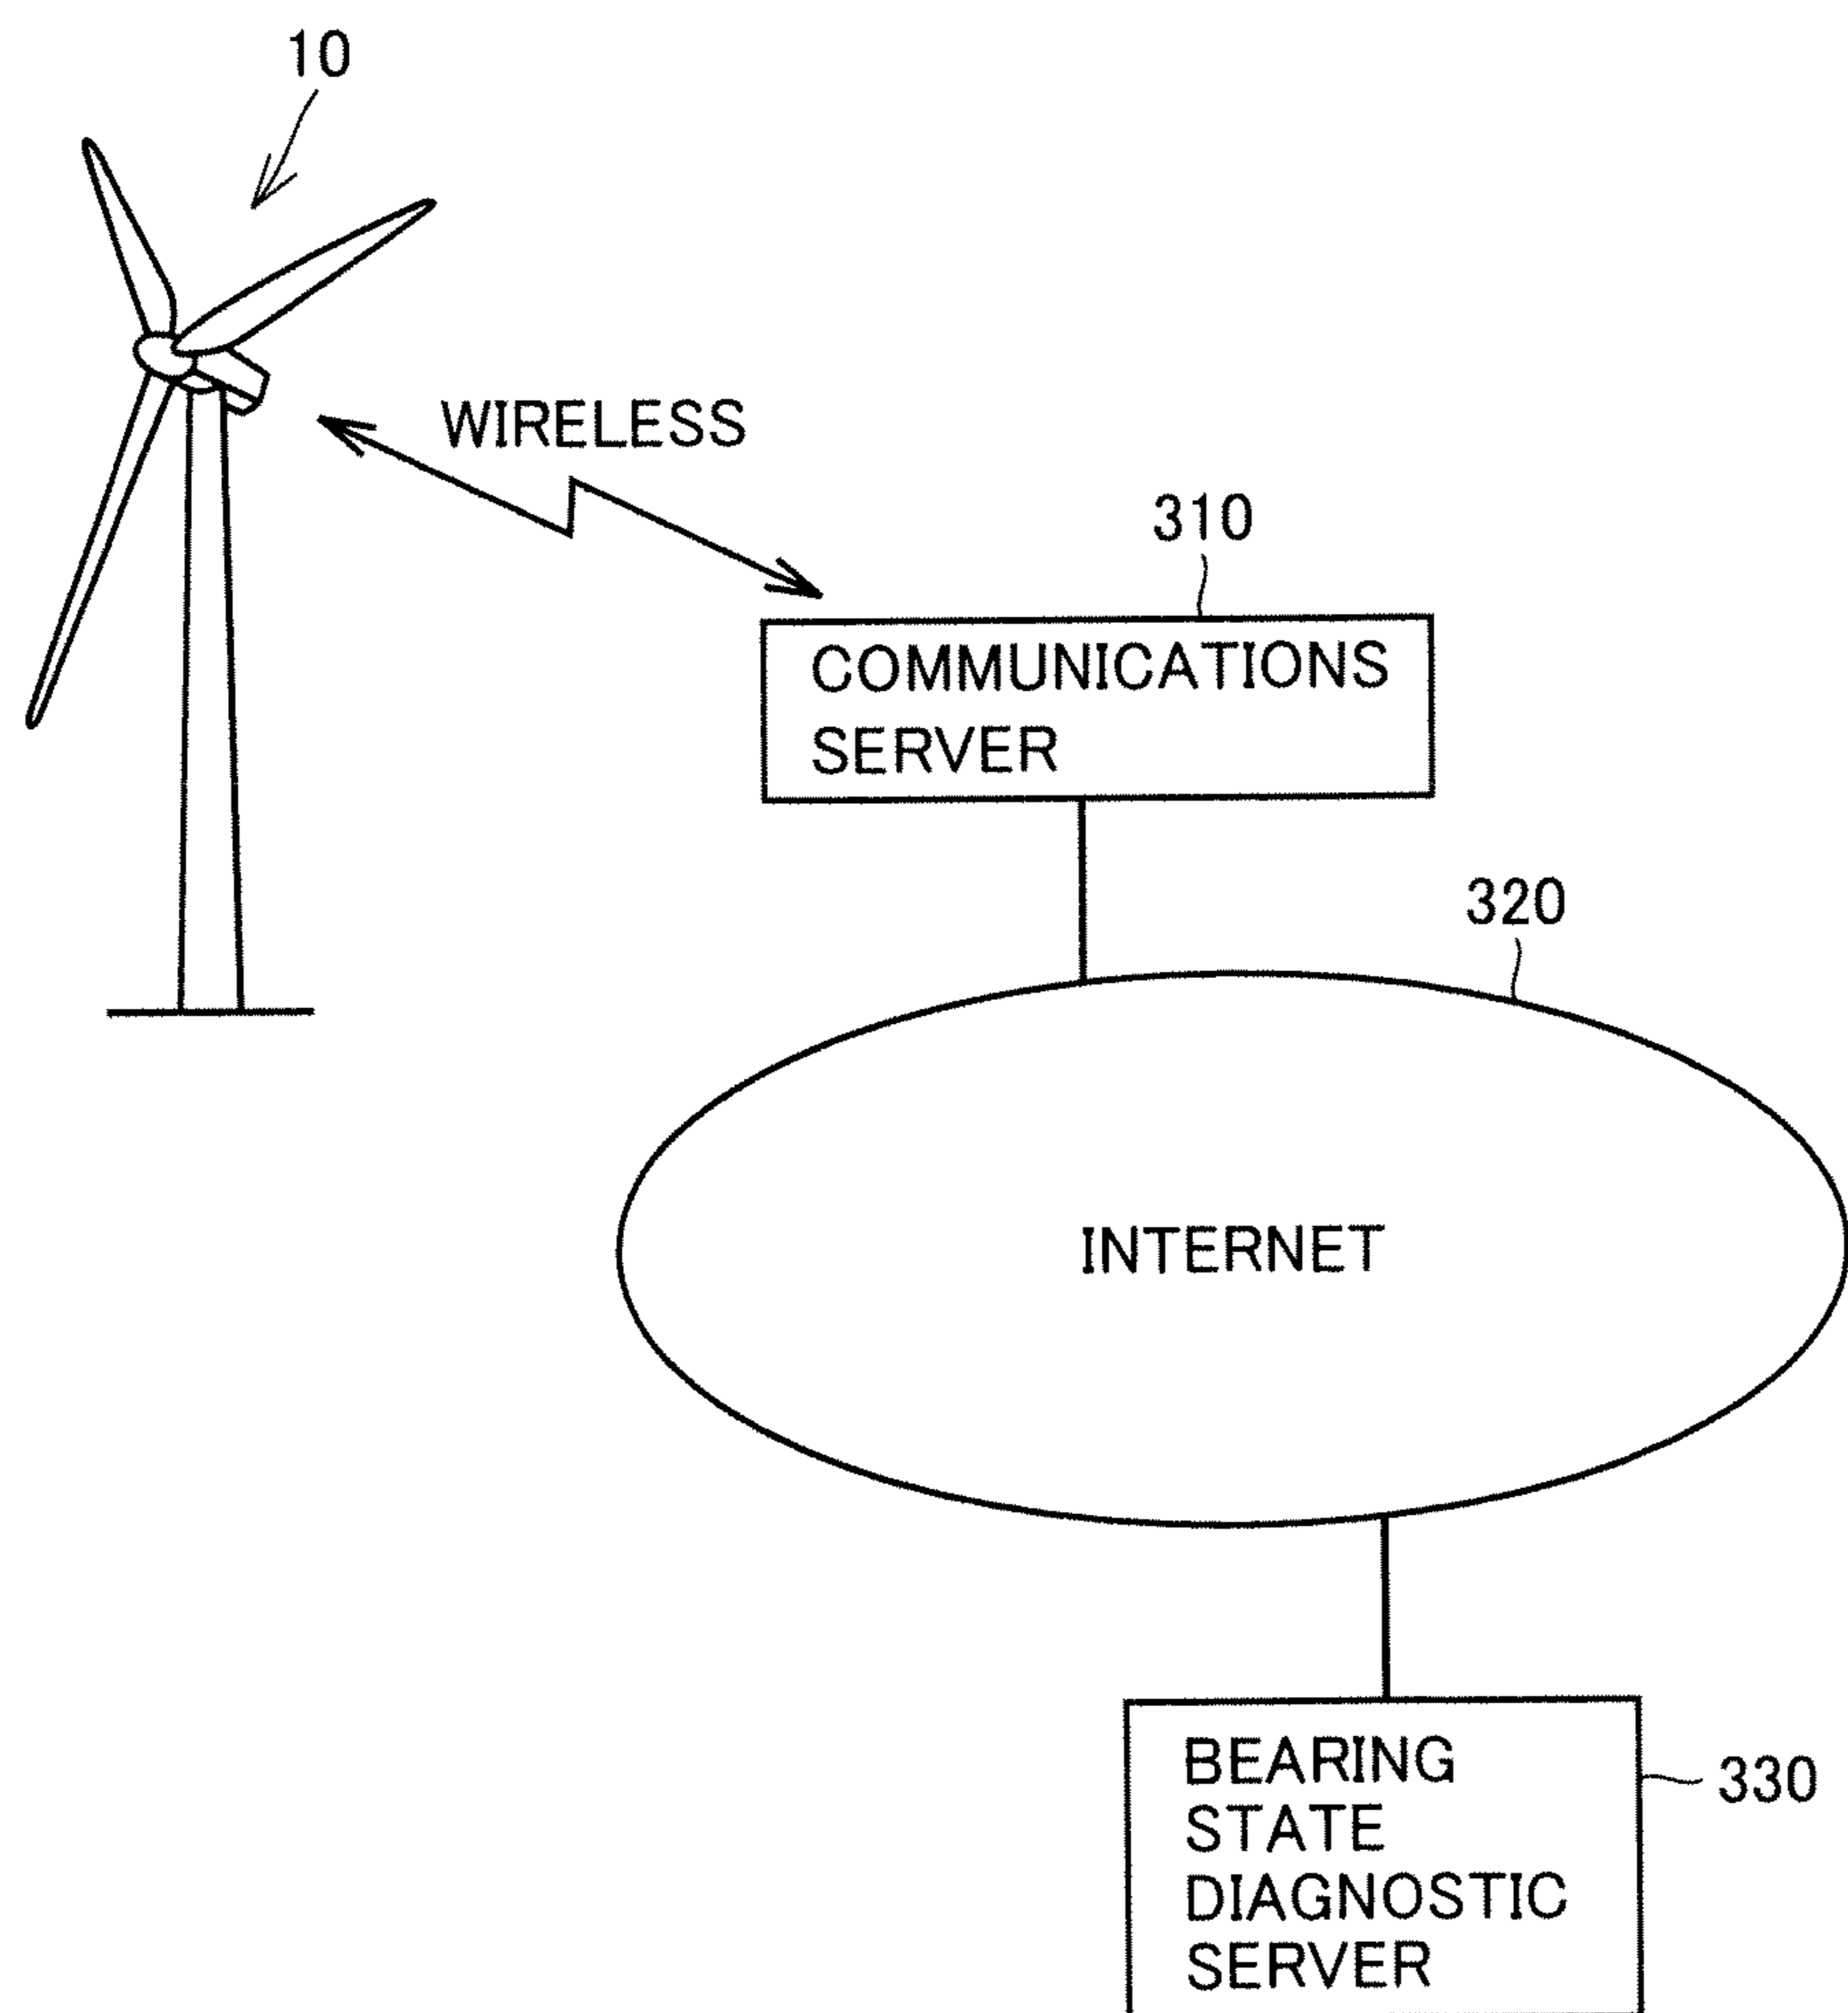 10
WIRELESS
310
COMMUNICATIONS
SERVER
320
INTERNET
BEARING
STATE
DIAGNOSTIC
SERVER
330